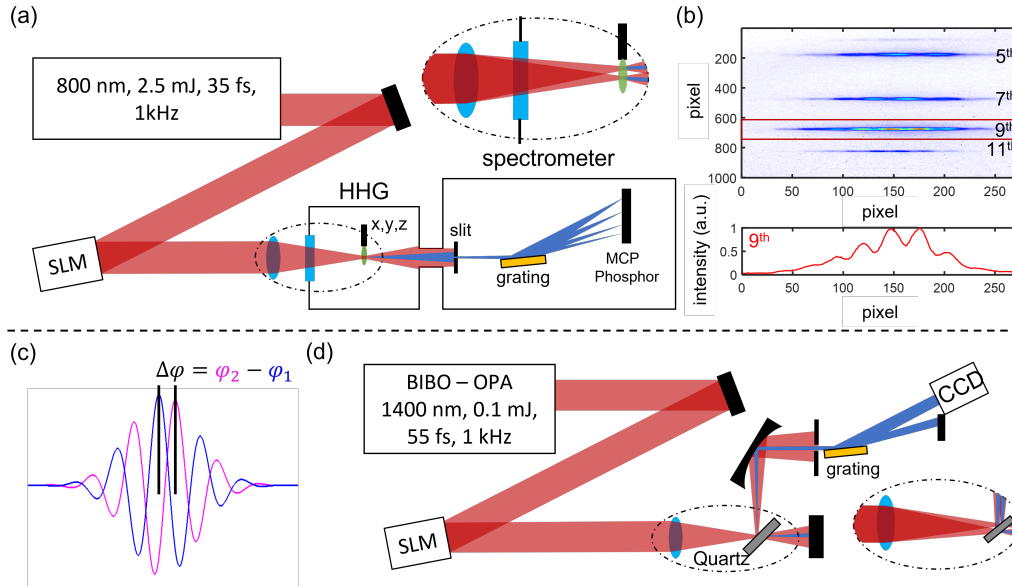 (a)
800 nm, 2.5 mJ, 35 fs,
1kHz
spectrometer
HHG
x,y,z
slit
SLM
grating
MCP
Phosphor
(b)
0
200
400
600
800
1000
pixel
5th
7th
9th
11th
0 50 100 150 200 250
pixel
intensity (a.u.)
1
0.5
0
9th
0 50 100 150 200 250
pixel
(c)
Δφ = φ2 − φ1
(d)
BIBO – OPA
1400 nm, 0.1 mJ,
55 fs, 1 kHz
CCD
grating
SLM
Quartz